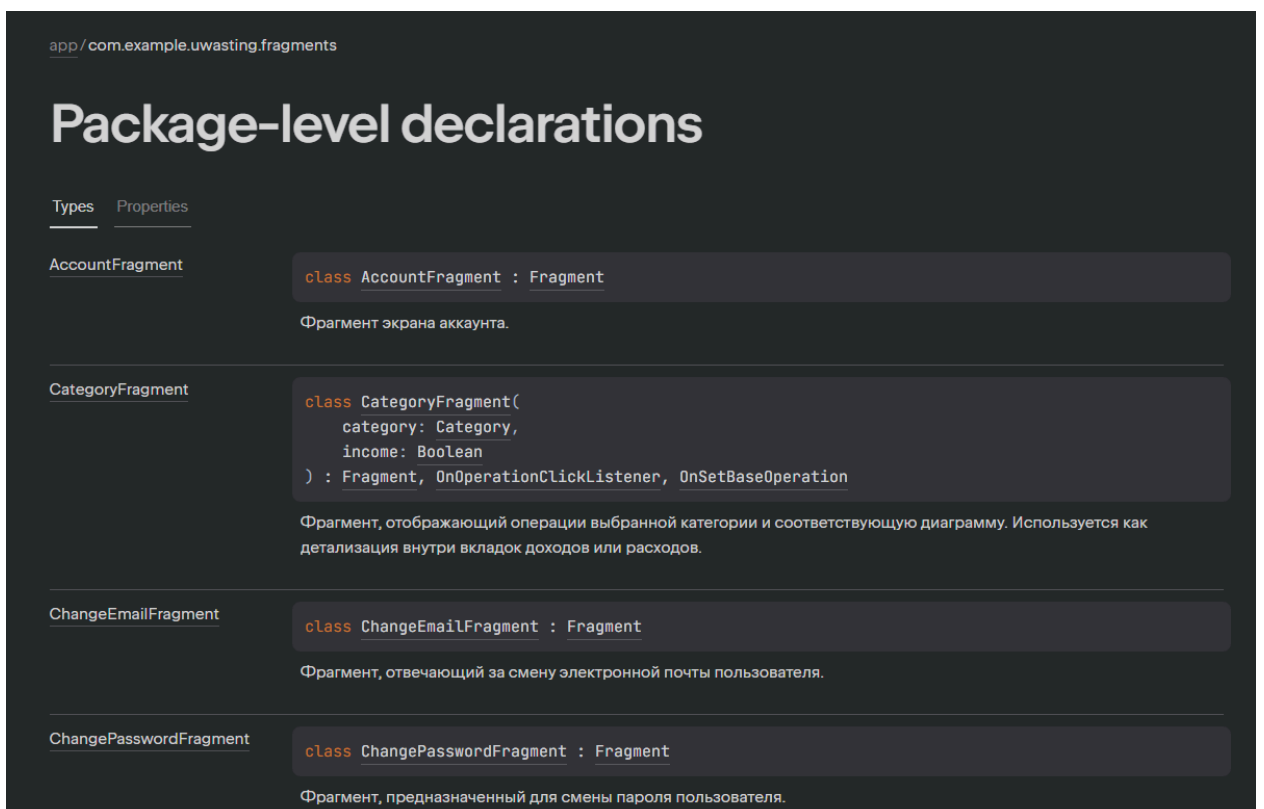 app/com.example.uwasting.fragments
Package-level declarations
Types Properties
AccountFragment
class AccountFragment : Fragment
Фрагмент экрана аккаунта.
CategoryFragment
class CategoryFragment(
    category: Category,
    income: Boolean
) : Fragment, OnOperationClickListener, OnSetBaseOperation
Фрагмент, отображающий операции выбранной категории и соответствующую диаграмму. Используется как
детализация внутри вкладок доходов или расходов.
ChangeEmailFragment
class ChangeEmailFragment : Fragment
Фрагмент, отвечающий за смену электронной почты пользователя.
ChangePasswordFragment
class ChangePasswordFragment : Fragment
Фрагмент, предназначенный для смены пароля пользователя.